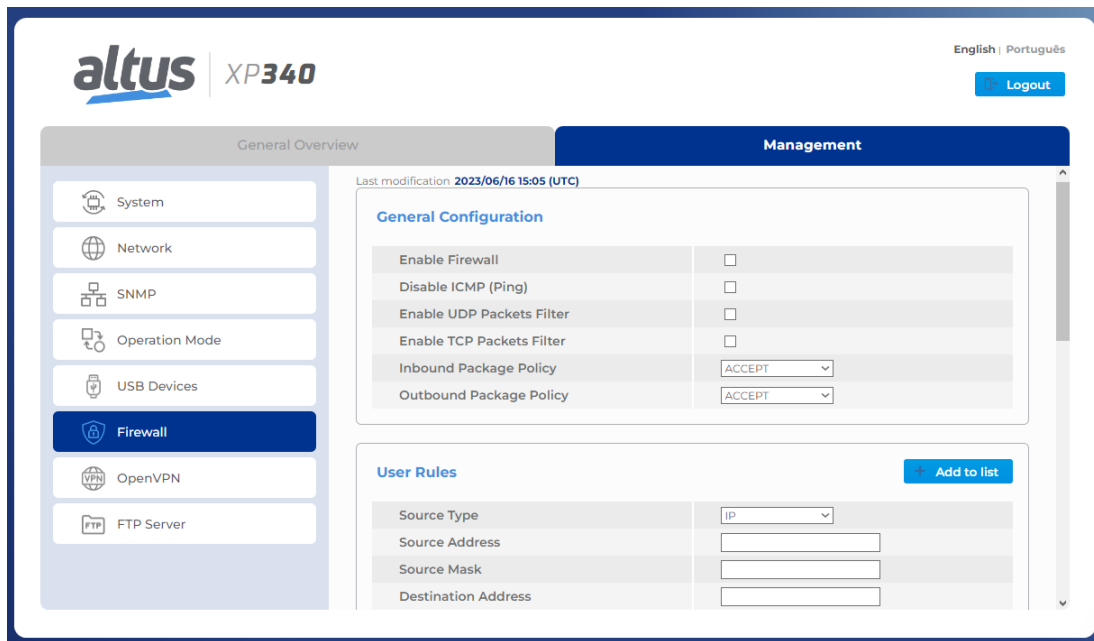 altus XP340
English | Português
Logout
General Overview
Management
System
Network
SNMP
Operation Mode
USB Devices
Firewall
VPN OpenVPN
FTP FTP Server
Last modification 2023/06/16 15:05 (UTC)
General Configuration
Enable Firewall
Disable ICMP (Ping)
Enable UDP Packets Filter
Enable TCP Packets Filter
Inbound Package Policy ACCEPT
Outbound Package Policy ACCEPT
User Rules
+ Add to list
Source Type IP
Source Address
Source Mask
Destination Address